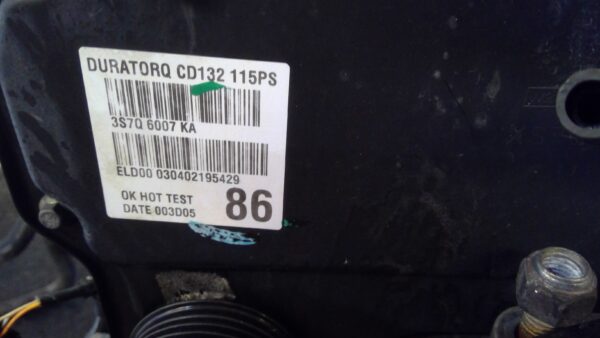 DURATORQ CD132 115PS
3S7Q 6007 KA
ELD00 030402195429
OK HOT TEST
DATE 003D05
86